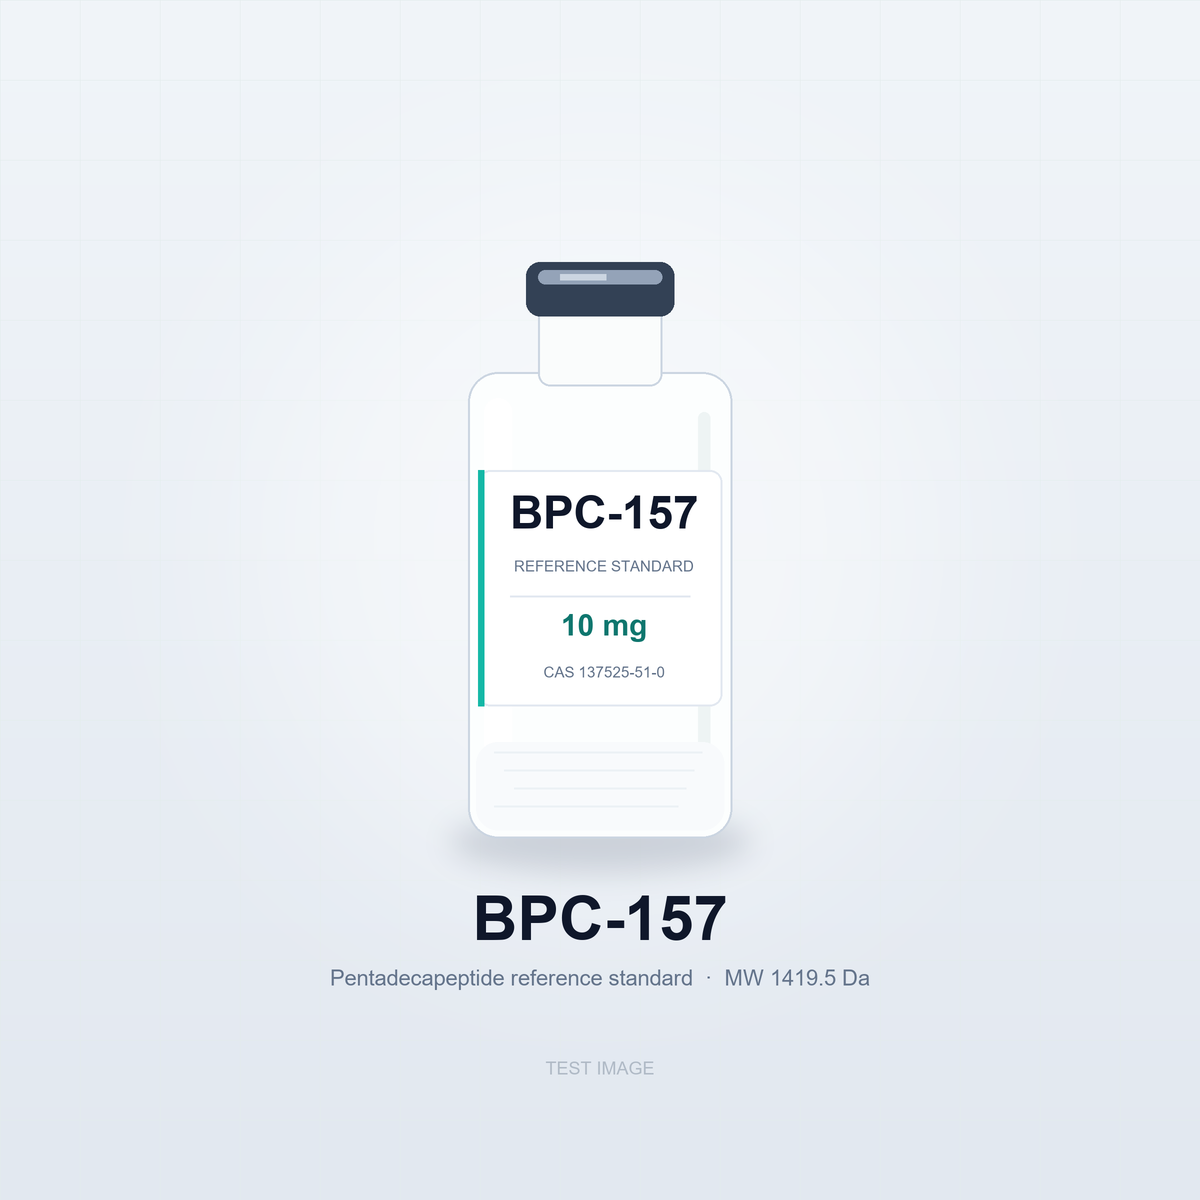 BPC-157
REFERENCE STANDARD
10 mg
CAS 137525-51-0
BPC-157
Pentadecapeptide reference standard · MW 1419.5 Da
TEST IMAGE